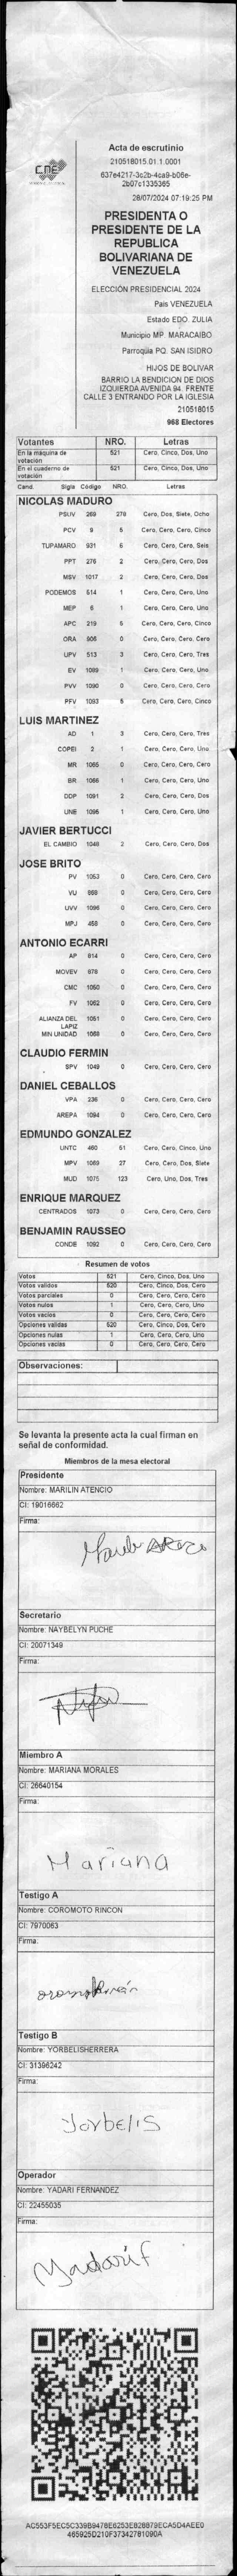 CNE
Acta de escrutinio
210518015.01.1.0001
637e4217-3c2b-4ca9-b06e-
2b07c1335365
28/07/2024 07:19:25 PM
PRESIDENTA O
PRESIDENTE DE LA
REPUBLICA
BOLIVARIANA DE
VENEZUELA
ELECCIÓN PRESIDENCIAL 2024
Pais VENEZUELA
Estado EDO. ZULIA
Municipio MP. MARACAIBO
Parroquia PQ. SAN ISIDRO
HIJOS DE BOLIVAR
BARRIO LA BENDICION DE DIOS
IZQUIERDA AVENIDA 94. FRENTE
CALLE 3 ENTRANDO POR LA IGLESIA
210518015
968 Electores
Votantes NRO. Letras
En la máquina de votación 521 Cero, Cinco, Dos, Uno
En el cuaderno de votación 521 Cero, Cinco, Dos, Uno
Cand. Sigla Código NRO. Letras
NICOLAS MADURO
PSUV 269 278 Cero, Dos, Siete, Ocho
PCV 9 5 Cero, Cero, Cero, Cinco
TUPAMARO 931 6 Cero, Cero, Cero, Seis
PPT 276 2 Cero, Cero, Cero, Dos
MSV 1017 2 Cero, Cero, Cero, Dos
PODEMOS 514 1 Cero, Cero, Cero, Uno
MEP 6 1 Cero, Cero, Cero, Uno
APC 219 5 Cero, Cero, Cero, Cinco
ORA 906 0 Cero, Cero, Cero, Cero
UPV 513 3 Cero, Cero, Cero, Tres
EV 1089 1 Cero, Cero, Cero, Uno
PVV 1090 0 Cero, Cero, Cero, Cero
PFV 1093 5 Cero, Cero, Cero, Cinco
LUIS MARTINEZ
AD 1 3 Cero, Cero, Cero, Tres
COPEI 2 1 Cero, Cero, Cero, Uno
MR 1065 0 Cero, Cero, Cero, Cero
BR 1066 1 Cero, Cero, Cero, Uno
DDP 1091 2 Cero, Cero, Cero, Dos
UNE 1095 1 Cero, Cero, Cero, Uno
JAVIER BERTUCCI
EL CAMBIO 1048 2 Cero, Cero, Cero, Dos
JOSE BRITO
PV 1053 0 Cero, Cero, Cero, Cero
VU 868 0 Cero, Cero, Cero, Cero
UVV 1096 0 Cero, Cero, Cero, Cero
MPJ 458 0 Cero, Cero, Cero, Cero
ANTONIO ECARRI
AP 814 0 Cero, Cero, Cero, Cero
MOVEV 978 0 Cero, Cero, Cero, Cero
CMC 1050 0 Cero, Cero, Cero, Cero
FV 1052 0 Cero, Cero, Cero, Cero
ALIANZA DEL LAPIZ 1051 0 Cero, Cero, Cero, Cero
MIN UNIDAD 1068 0 Cero, Cero, Cero, Cero
CLAUDIO FERMIN
SPV 1049 0 Cero, Cero, Cero, Cero
DANIEL CEBALLOS
VPA 236 0 Cero, Cero, Cero, Cero
AREPA 1094 0 Cero, Cero, Cero, Cero
EDMUNDO GONZALEZ
UNTC 460 51 Cero, Cero, Cinco, Uno
MPV 1069 27 Cero, Cero, Dos, Siete
MUD 1075 123 Cero, Uno, Dos, Tres
ENRIQUE MARQUEZ
CENTRADOS 1073 0 Cero, Cero, Cero, Cero
BENJAMIN RAUSSEO
CONDE 1092 0 Cero, Cero, Cero, Cero
Resumen de votos
Votos 521 Cero, Cinco, Dos, Uno
Votos validos 520 Cero, Cinco, Dos, Cero
Votos parciales 0 Cero, Cero, Cero, Cero
Votos nulos 1 Cero, Cero, Cero, Uno
Votos vacíos 0 Cero, Cero, Cero, Cero
Opciones validas 520 Cero, Cinco, Dos, Cero
Opciones nulas 1 Cero, Cero, Cero, Uno
Opciones vacias 0 Cero, Cero, Cero, Cero
Observaciones:
Se levanta la presente acta la cual firman en
señal de conformidad.
Miembros de la mesa electoral
Presidente
Nombre: MARILIN ATENCIO
CI: 19016662
Firma:
Secretario
Nombre: NAYBELYN PUCHE
CI: 20071349
Firma:
Miembro A
Nombre: MARIANA MORALES
CI: 26640154
Firma:
Mariana
Testigo A
Nombre: COROMOTO RINCON
CI: 7970063
Firma:
Testigo B
Nombre: YORBELISHERRERA
CI: 31396242
Firma:
Yorbelis
Operador
Nombre: YADARI FERNANDEZ
CI: 22455035
Firma:
Yadarif
AC553F5EC5C339B9478E6253E828879ECA5D4AEE0
465925D210F37342781090A